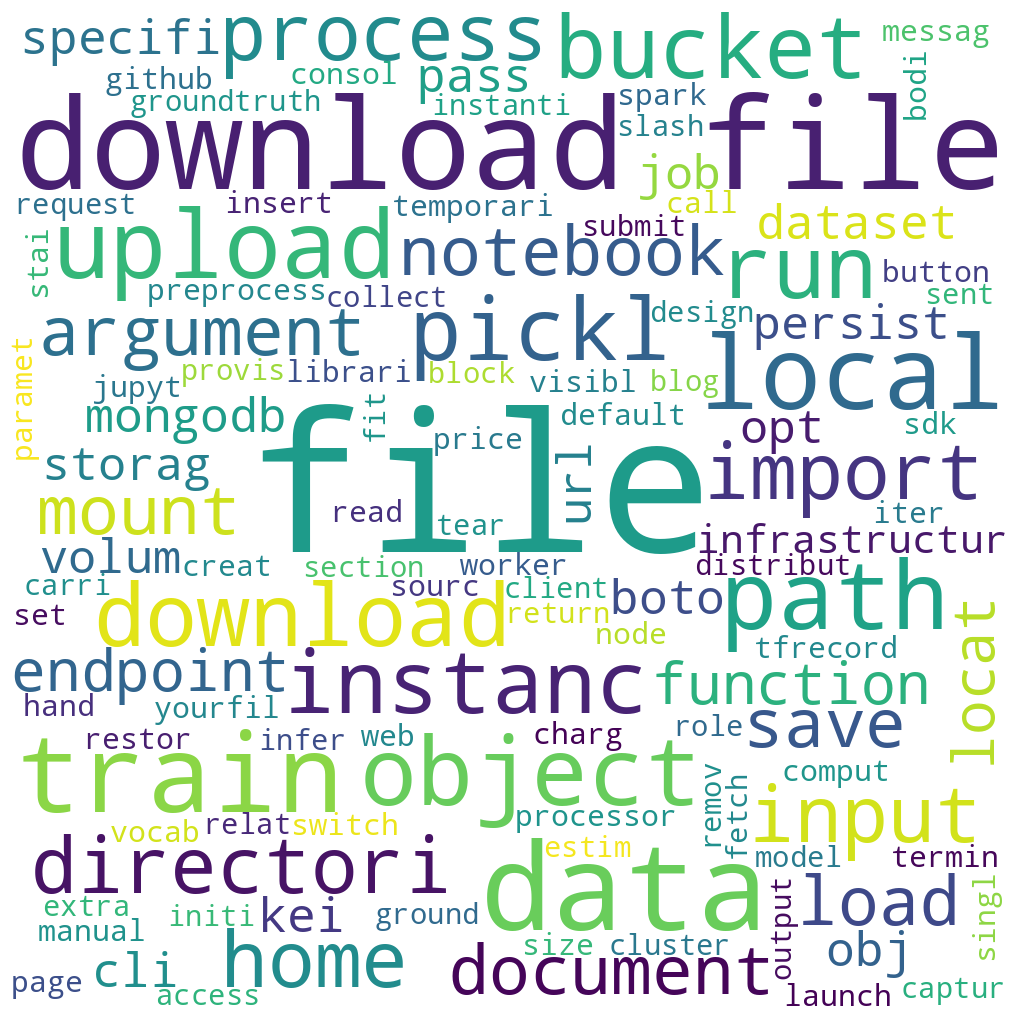 specifi process bucket messag
github consol pass bodi
groundtruth instanti spark
download file slash
job
request insert temporari submit call dataset
stai upload notebook run button
preprocess collect design sent
argument pickl persist
paramet jupyt provis librari block visibl blog local
mongodb fit file price default opt sdk
storag url import
mount read tear iter
volum creat section worker infrastructur
carri sourc client distribut
set download return boto path locat
node tfrecord
endpoint instanc function
hand yourfil save
restor infer web charg role
train object remov fetch comput
vocab relat switch processor input
directori estim model termin
extra initi kei ground data output load singl
manual size cluster obj
page cli home document
access launch captur